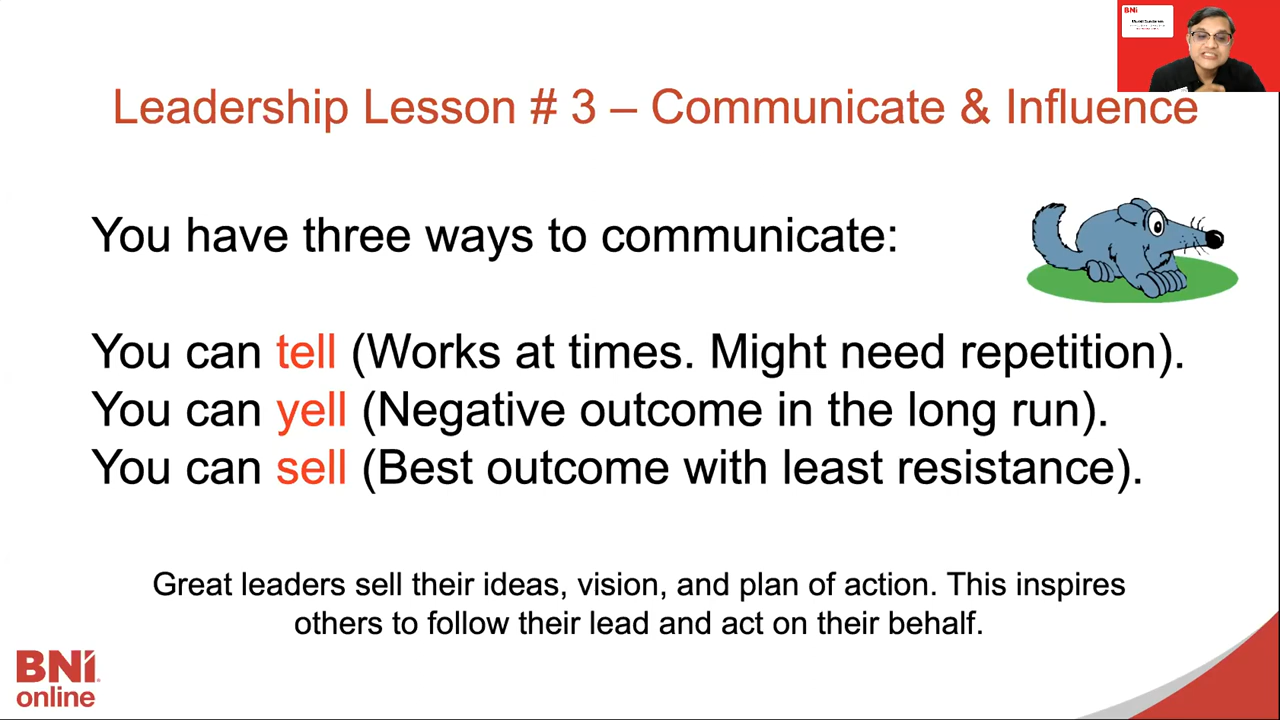 BNI
Leadership Lesson # 3 – Communicate & Influence
You have three ways to communicate:
You can tell (Works at times. Might need repetition).
You can yell (Negative outcome in the long run).
You can sell (Best outcome with least resistance).
Great leaders sell their ideas, vision, and plan of action. This inspires
others to follow their lead and act on their behalf.
BNI
online